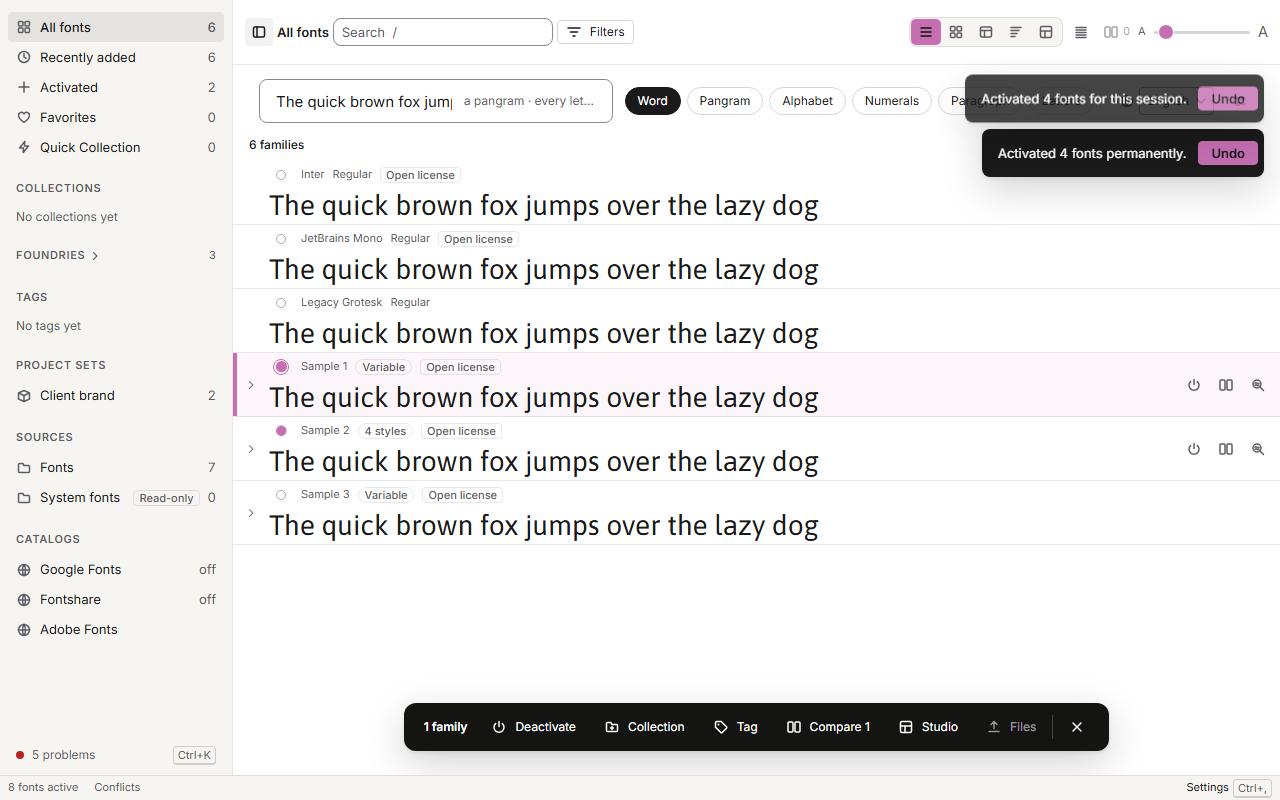 All fonts 6
Recently added 6
Activated 2
Favorites 0
Quick Collection 0
COLLECTIONS
No collections yet
FOUNDRIES 3
TAGS
No tags yet
PROJECT SETS
Client brand 2
SOURCES
Fonts 7
System fonts Read-only 0
CATALOGS
Google Fonts off
Fontshare off
Adobe Fonts
5 problems Ctrl+K
All fonts Search / Filters 0 A A
The quick brown fox jump a pangram · every let... Word Pangram Alphabet Numerals
Activated 4 fonts for this session. Undo
Activated 4 fonts permanently. Undo
6 families
Inter Regular Open license
The quick brown fox jumps over the lazy dog
JetBrains Mono Regular Open license
The quick brown fox jumps over the lazy dog
Legacy Grotesk Regular
The quick brown fox jumps over the lazy dog
Sample 1 Variable Open license
The quick brown fox jumps over the lazy dog
Sample 2 4 styles Open license
The quick brown fox jumps over the lazy dog
Sample 3 Variable Open license
The quick brown fox jumps over the lazy dog
1 family Deactivate Collection Tag Compare 1 Studio Files
8 fonts active Conflicts Settings Ctrl+,